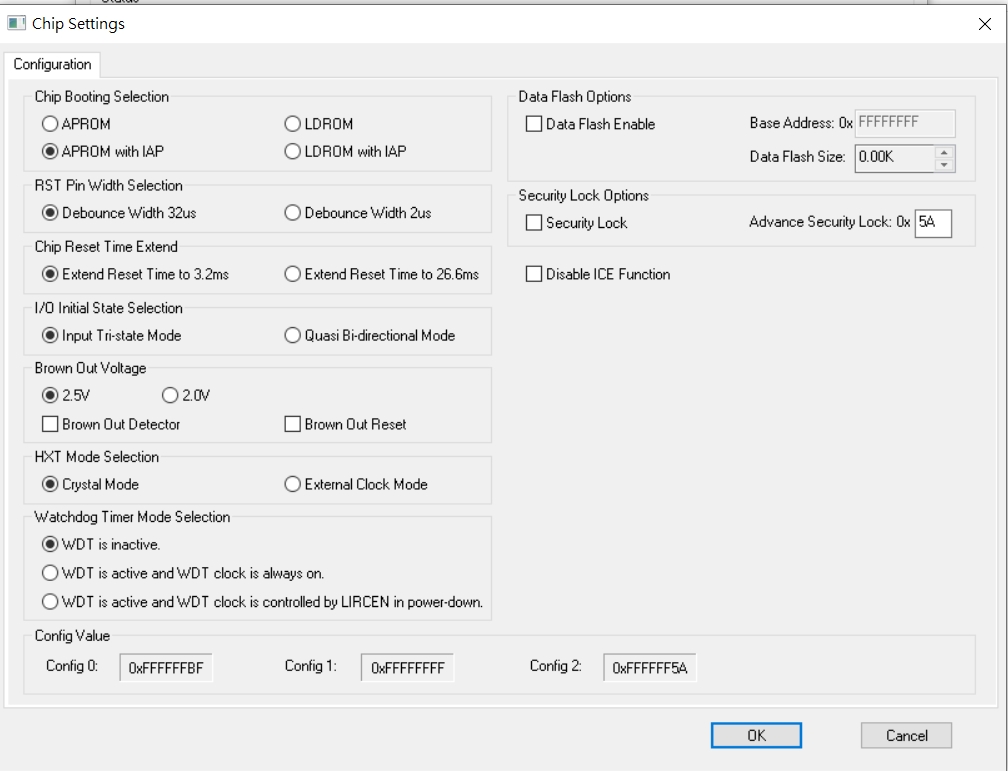 Status
Chip Settings
Configuration
Chip Booting Selection
APROM
LDROM
APROM with IAP
LDROM with IAP
RST Pin Width Selection
Debounce Width 32us
Debounce Width 2us
Chip Reset Time Extend
Extend Reset Time to 3.2ms
Extend Reset Time to 26.6ms
I/O Initial State Selection
Input Tri-state Mode
Quasi Bi-directional Mode
Brown Out Voltage
2.5V
2.0V
Brown Out Detector
Brown Out Reset
HXT Mode Selection
Crystal Mode
External Clock Mode
Watchdog Timer Mode Selection
WDT is inactive.
WDT is active and WDT clock is always on.
WDT is active and WDT clock is controlled by LIRCEN in power-down.
Data Flash Options
Data Flash Enable
Base Address: 0x FFFFFFFF
Data Flash Size: 0.00K
Security Lock Options
Security Lock
Advance Security Lock: 0x 5A
Disable ICE Function
Config Value
Config 0: 0xFFFFFFBF
Config 1: 0xFFFFFFFF
Config 2: 0xFFFFFF5A
OK
Cancel